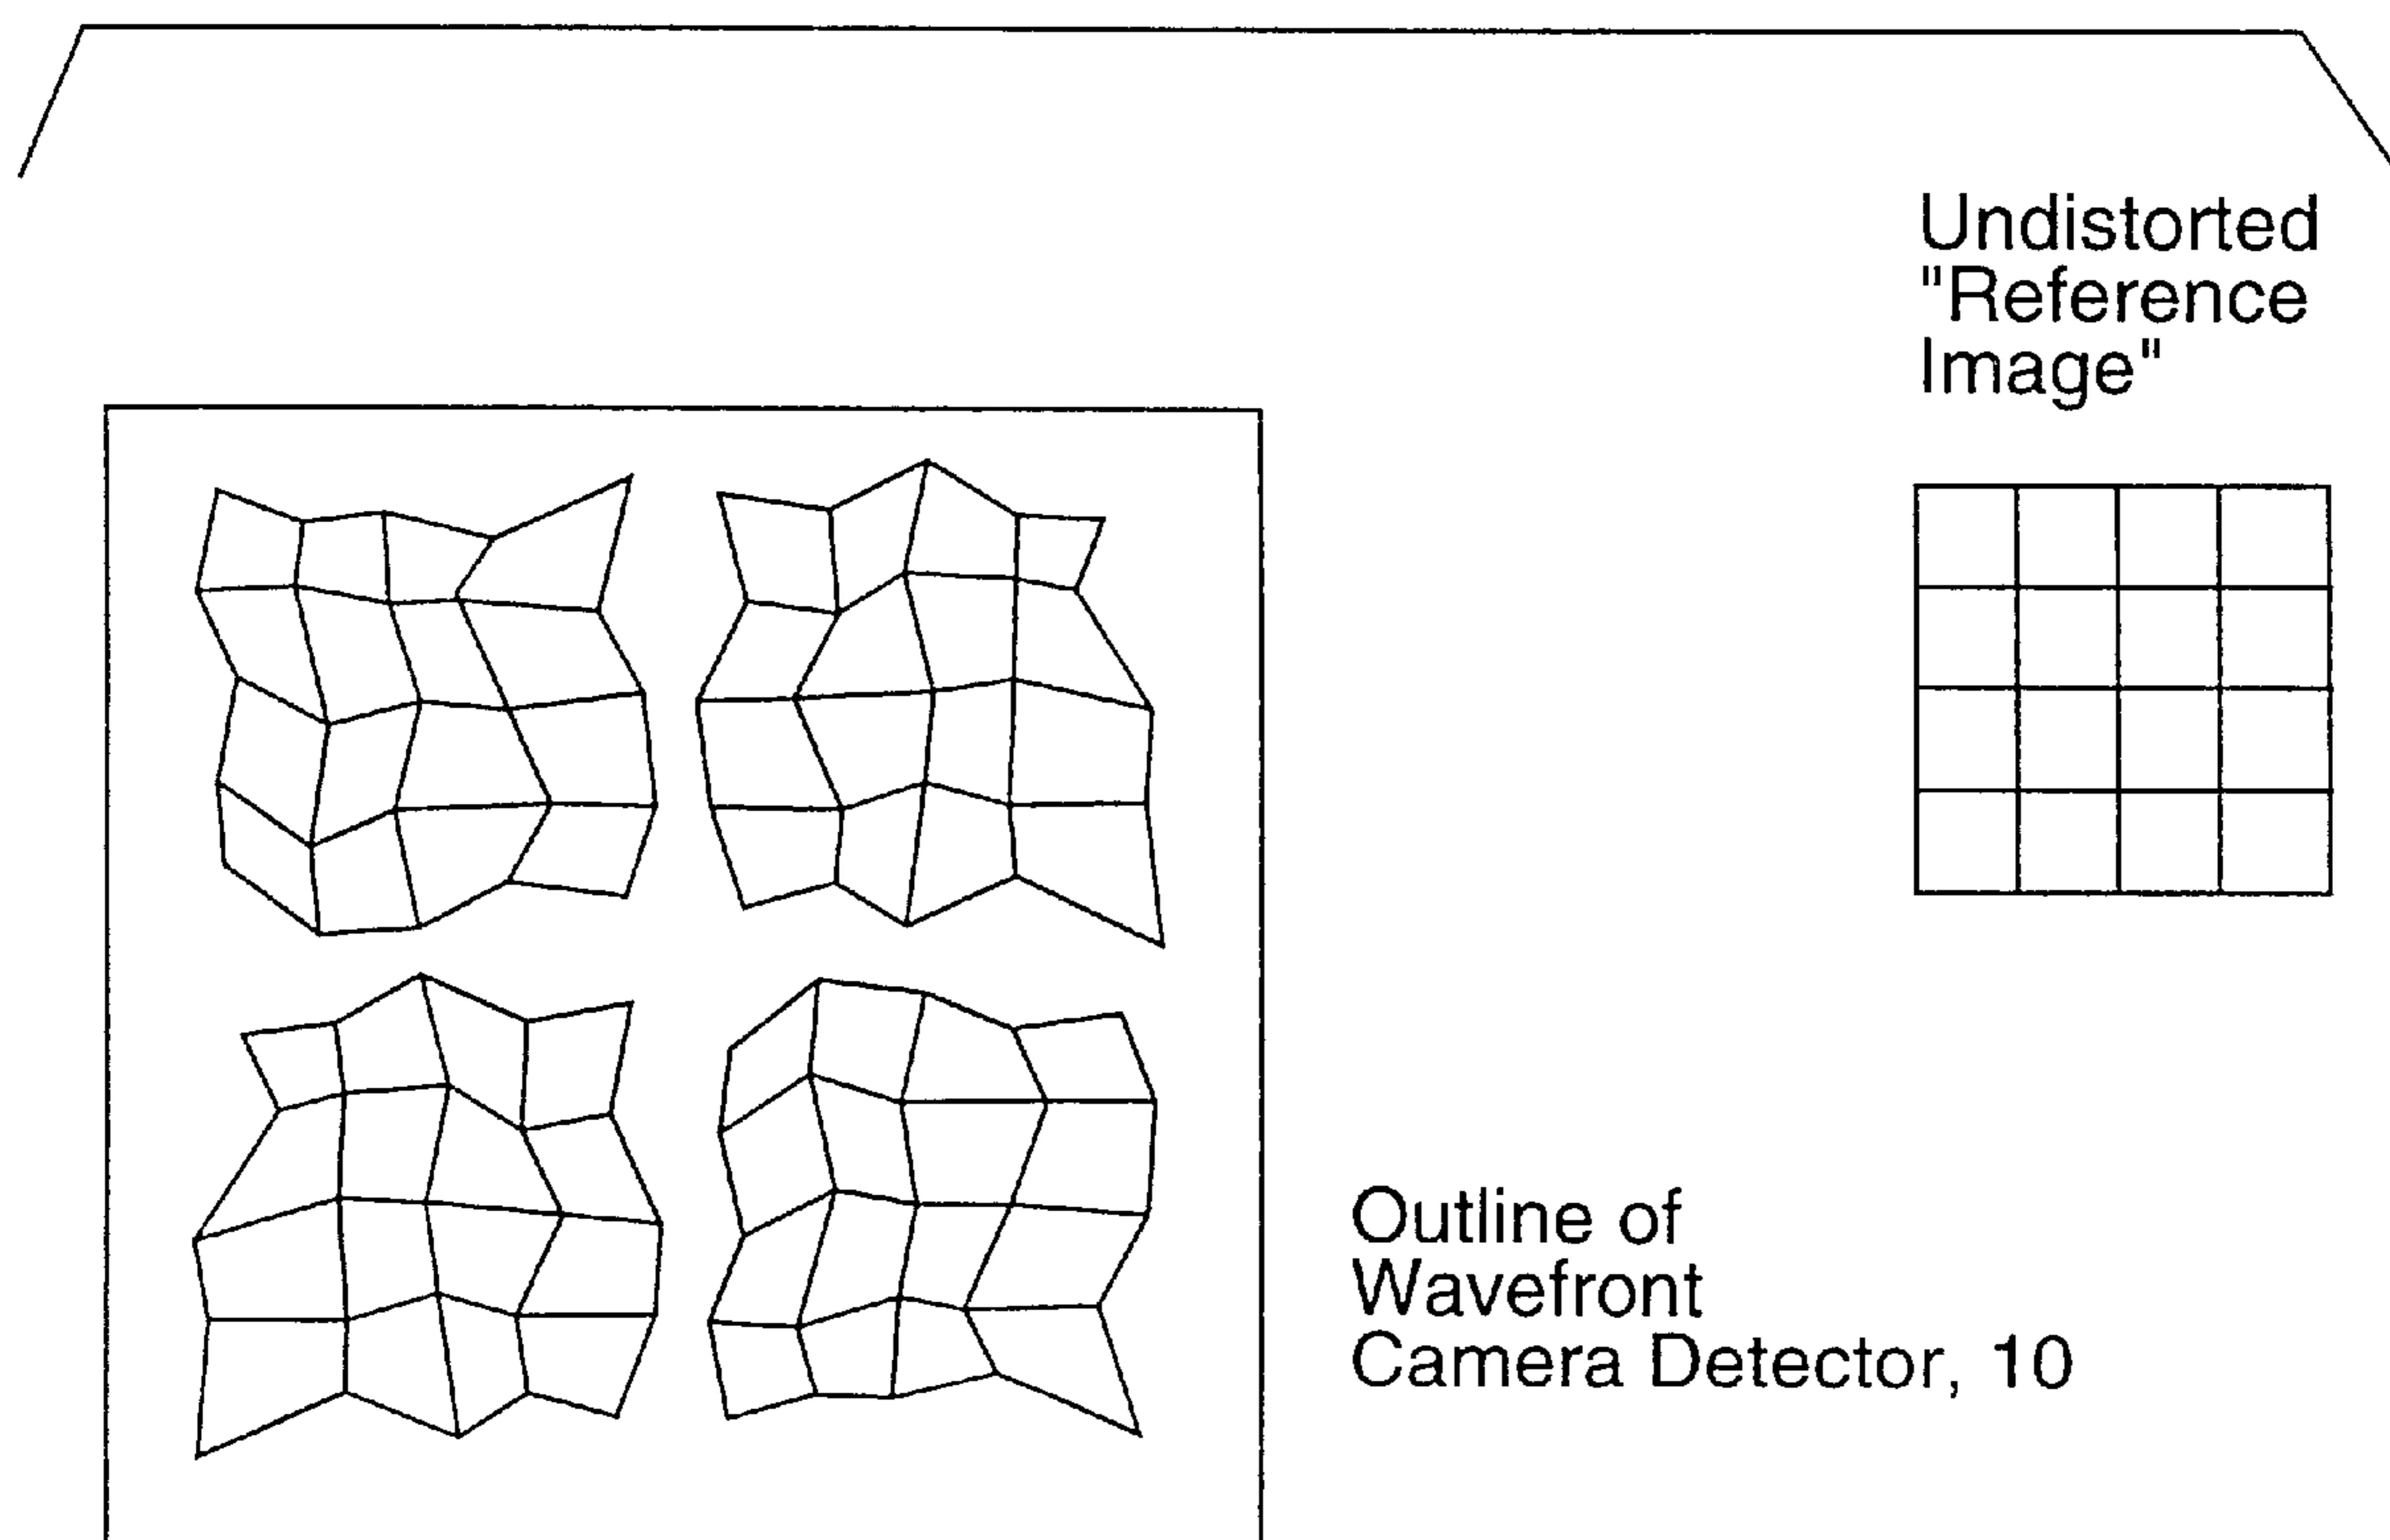 Undistorted
"Reference
Image"
Outline of
Wavefront
Camera Detector, 10